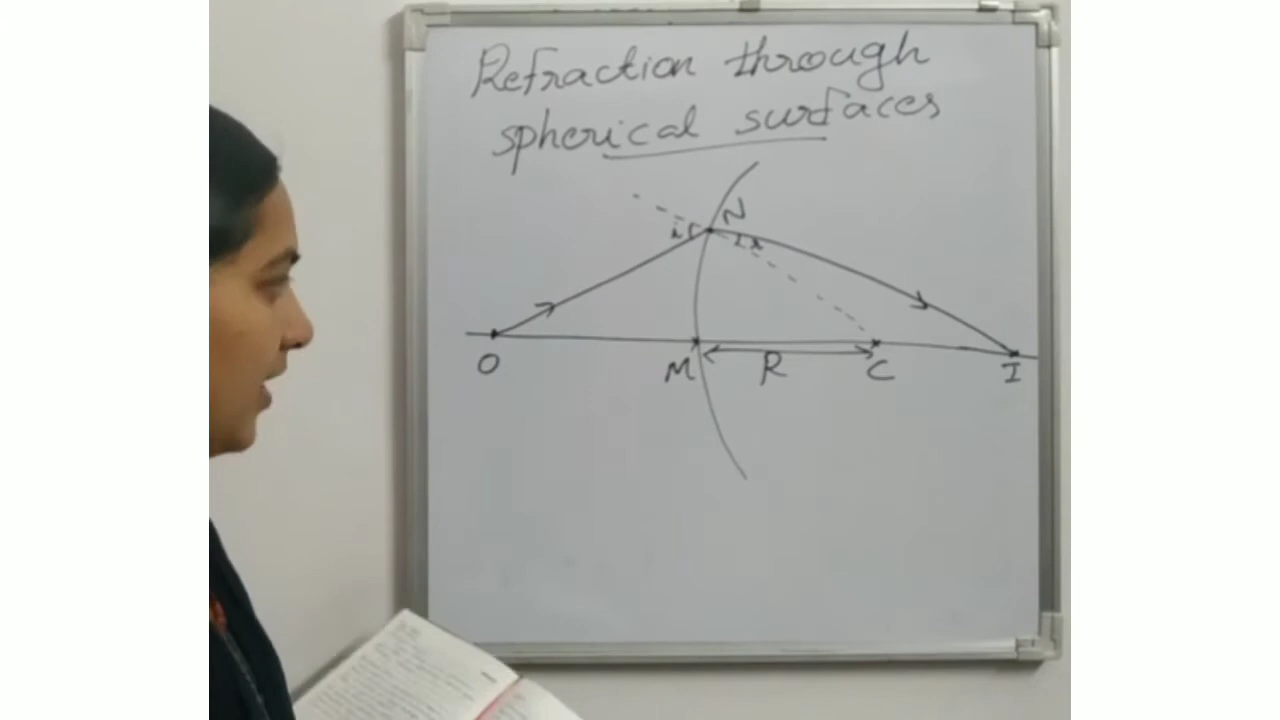 Refraction through
spherical surfaces
N
i r
O M R C I